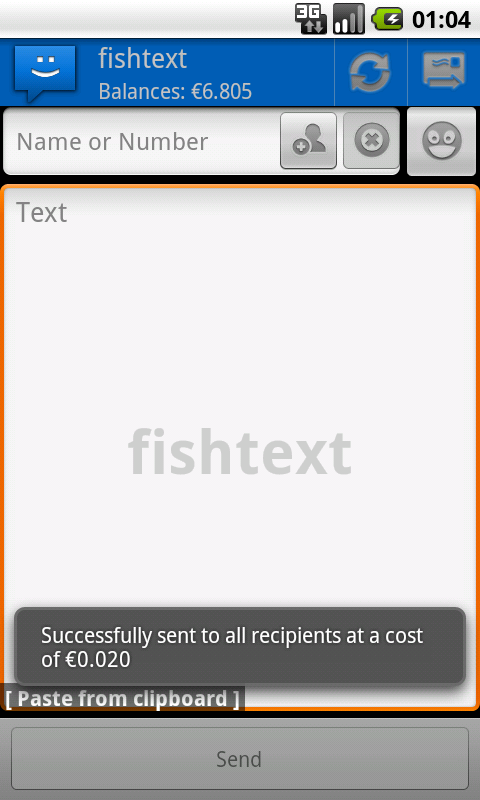 3G
01:04
fishtext
Balances: €6.805
Name or Number
Text
fishtext
Successfully sent to all recipients at a cost
of €0.020
[ Paste from clipboard ]
Send